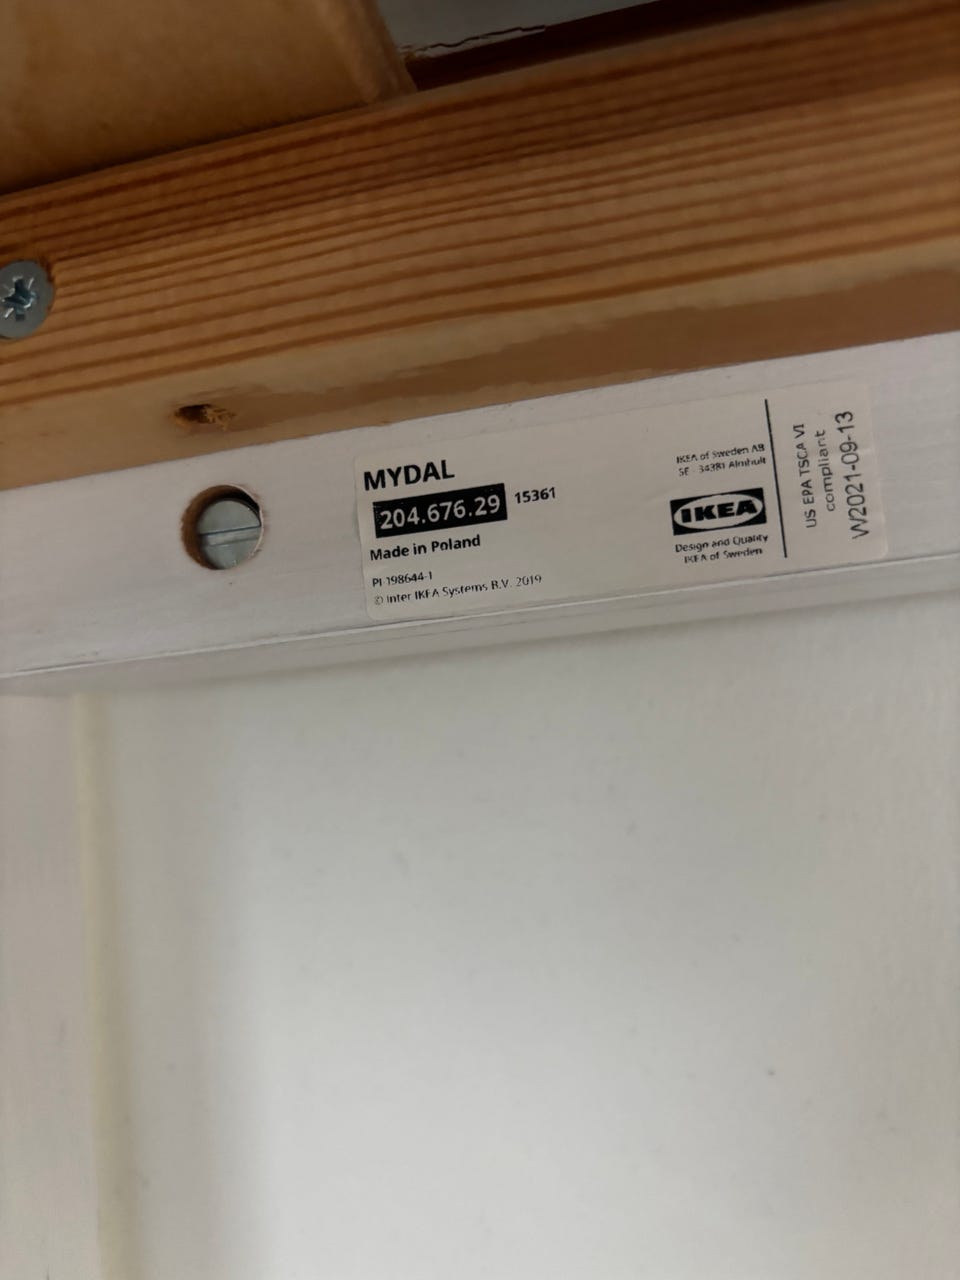 MYDAL
204.676.29 15361
Made in Poland
PI 198644-1
© Inter IKEA Systems B.V. 2019
IKEA of Sweden AB
SE - 34381 Älmhult
IKEA
Design and Quality
IKEA of Sweden
US EPA TSCA VI
compliant
W2021-09-13